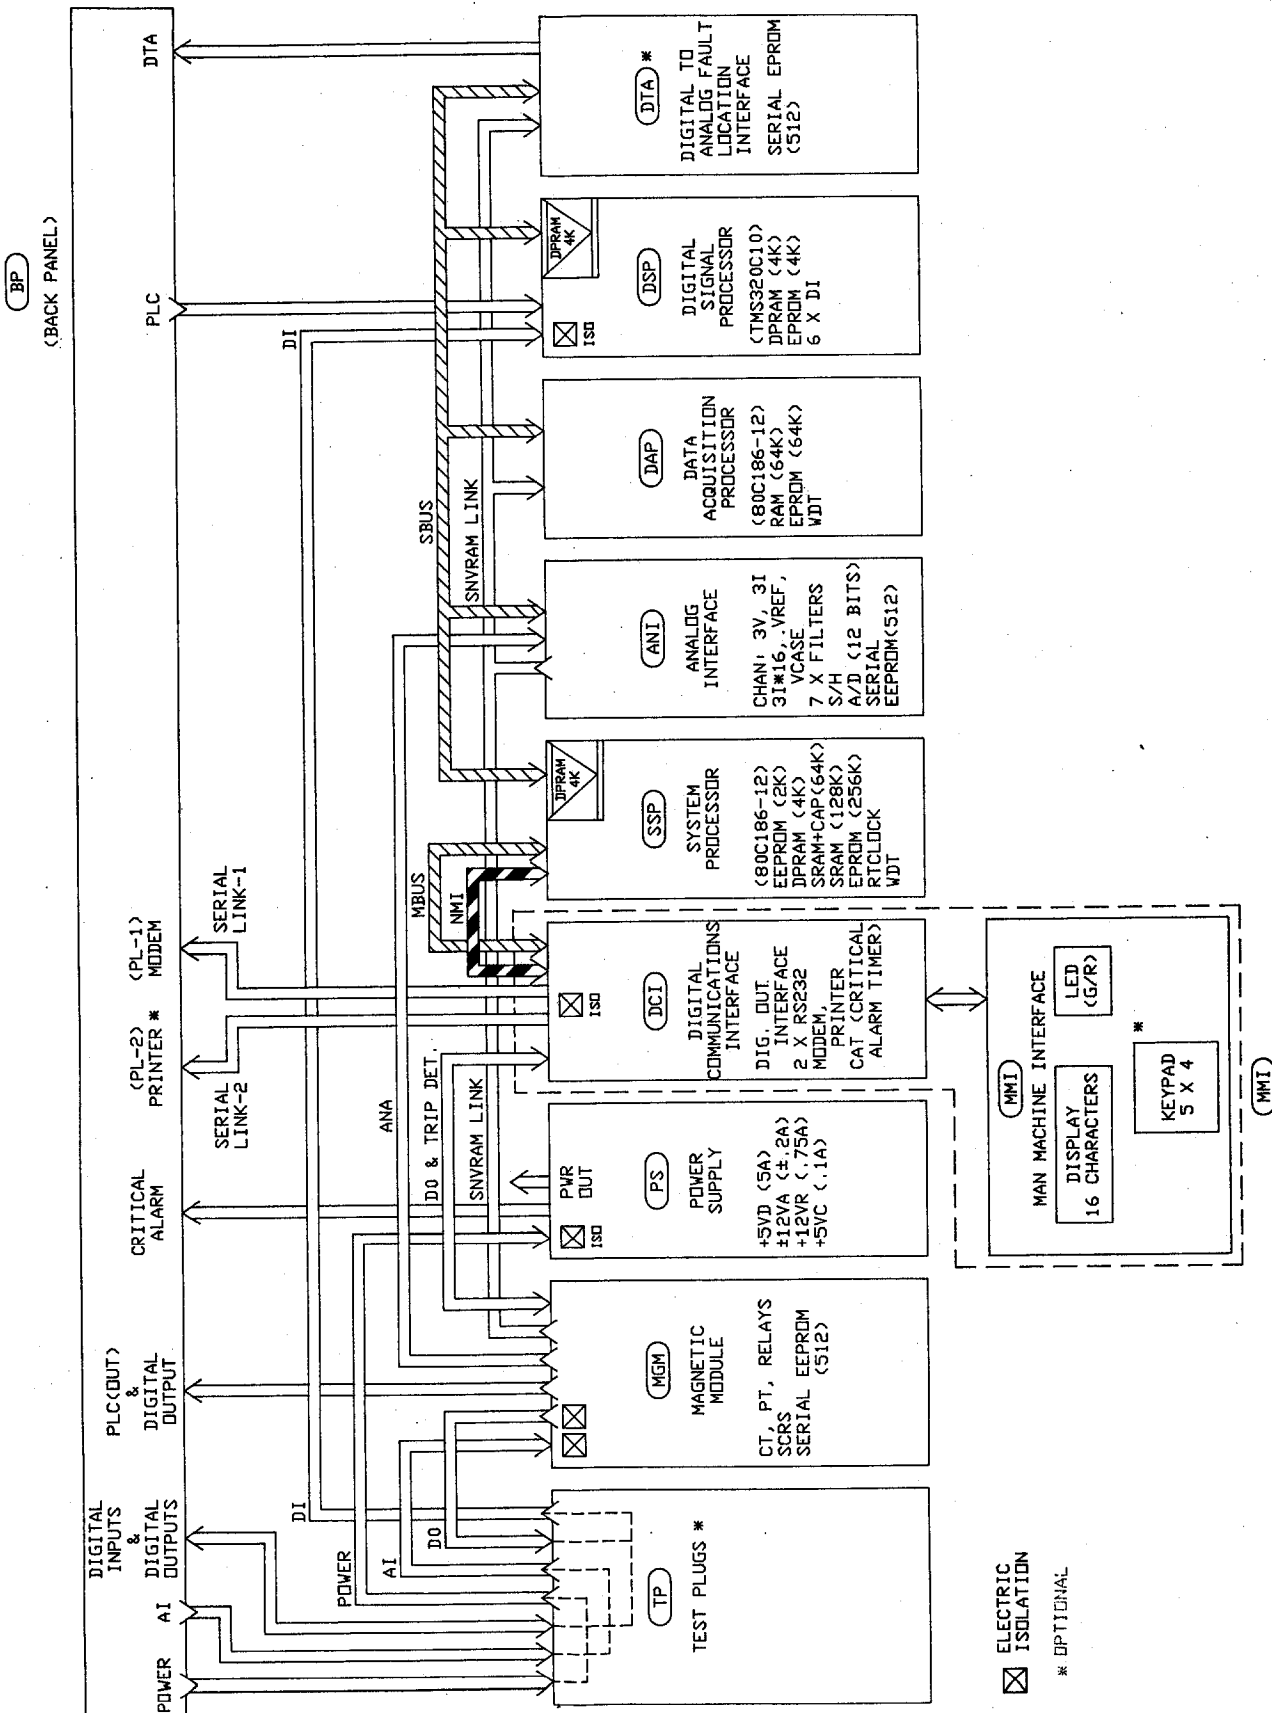 BP
(BACK PANEL)
POWER
AI
DIGITAL
INPUTS
&
DIGITAL
OUTPUTS
PLC(OUT)
&
DIGITAL
OUTPUT
CRITICAL
ALARM
(PL-2)
PRINTER *
(PL-1)
MODEM
PLC
DTA
SERIAL
LINK-2
SERIAL
LINK-1
DI
DI
POWER
AI
DO
ANA
DO & TRIP DET.
SNVRAM LINK
MBUS
NMI
SBUS
SNVRAM LINK
TP
TEST PLUGS *
MGM
MAGNETIC
MODULE
CT, PT, RELAYS
SCRS
SERIAL EEPROM
(512)
ISO
PWR
OUT
PS
POWER
SUPPLY
+5VD (5A)
±12VA (±.2A)
+12VR (.75A)
+5VC (.1A)
ISO
DCI
DIGITAL
COMMUNICATIONS
INTERFACE
DIG. OUT.
INTERFACE
2 X RS232
MODEM,
PRINTER
CAT (CRITICAL
ALARM TIMER)
DPRAM
4K
SSP
SYSTEM
PROCESSOR
(80C186-12)
EEPROM (2K)
DPRAM (4K)
SRAM+CAP(64K)
SRAM (128K)
EPROM (256K)
RTCLOCK
WDT
ANI
ANALOG
INTERFACE
CHAN: 3V, 3I
3I*16, .VREF,
VCASE
7 X FILTERS
S/H
A/D (12 BITS)
SERIAL
EEPROM(512)
DAP
DATA
ACQUISITION
PROCESSOR
(80C186-12)
RAM (64K)
EPROM (64K)
WDT
ISO
DPRAM
4K
DSP
DIGITAL
SIGNAL
PROCESSOR
(TMS320C10)
DPRAM (4K)
EPROM (4K)
6 X DI
DTA *
DIGITAL TO
ANALOG FAULT
LOCATION
INTERFACE
SERIAL EPROM
(512)
MMI
MAN MACHINE INTERFACE
DISPLAY
16 CHARACTERS
LED
(G/R)
*
KEYPAD
5 X 4
MMI
ELECTRIC
ISOLATION
* OPTIONAL